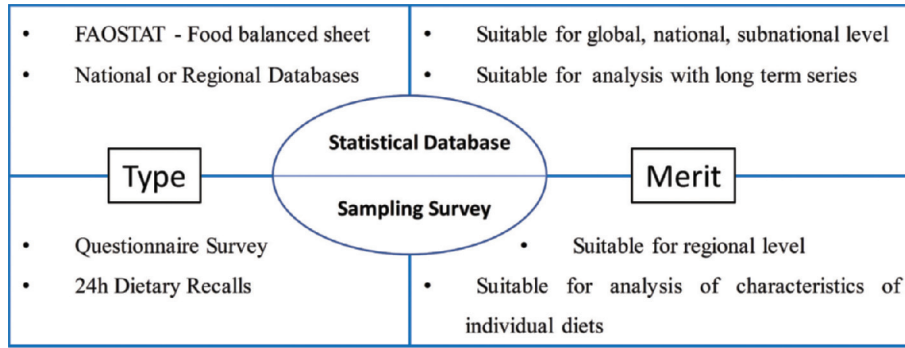 • FAOSTAT - Food balanced sheet
• National or Regional Databases
• Suitable for global, national, subnational level
• Suitable for analysis with long term series
Statistical Database
Type
Merit
Sampling Survey
• Questionnaire Survey
• 24h Dietary Recalls
• Suitable for regional level
• Suitable for analysis of characteristics of
individual diets